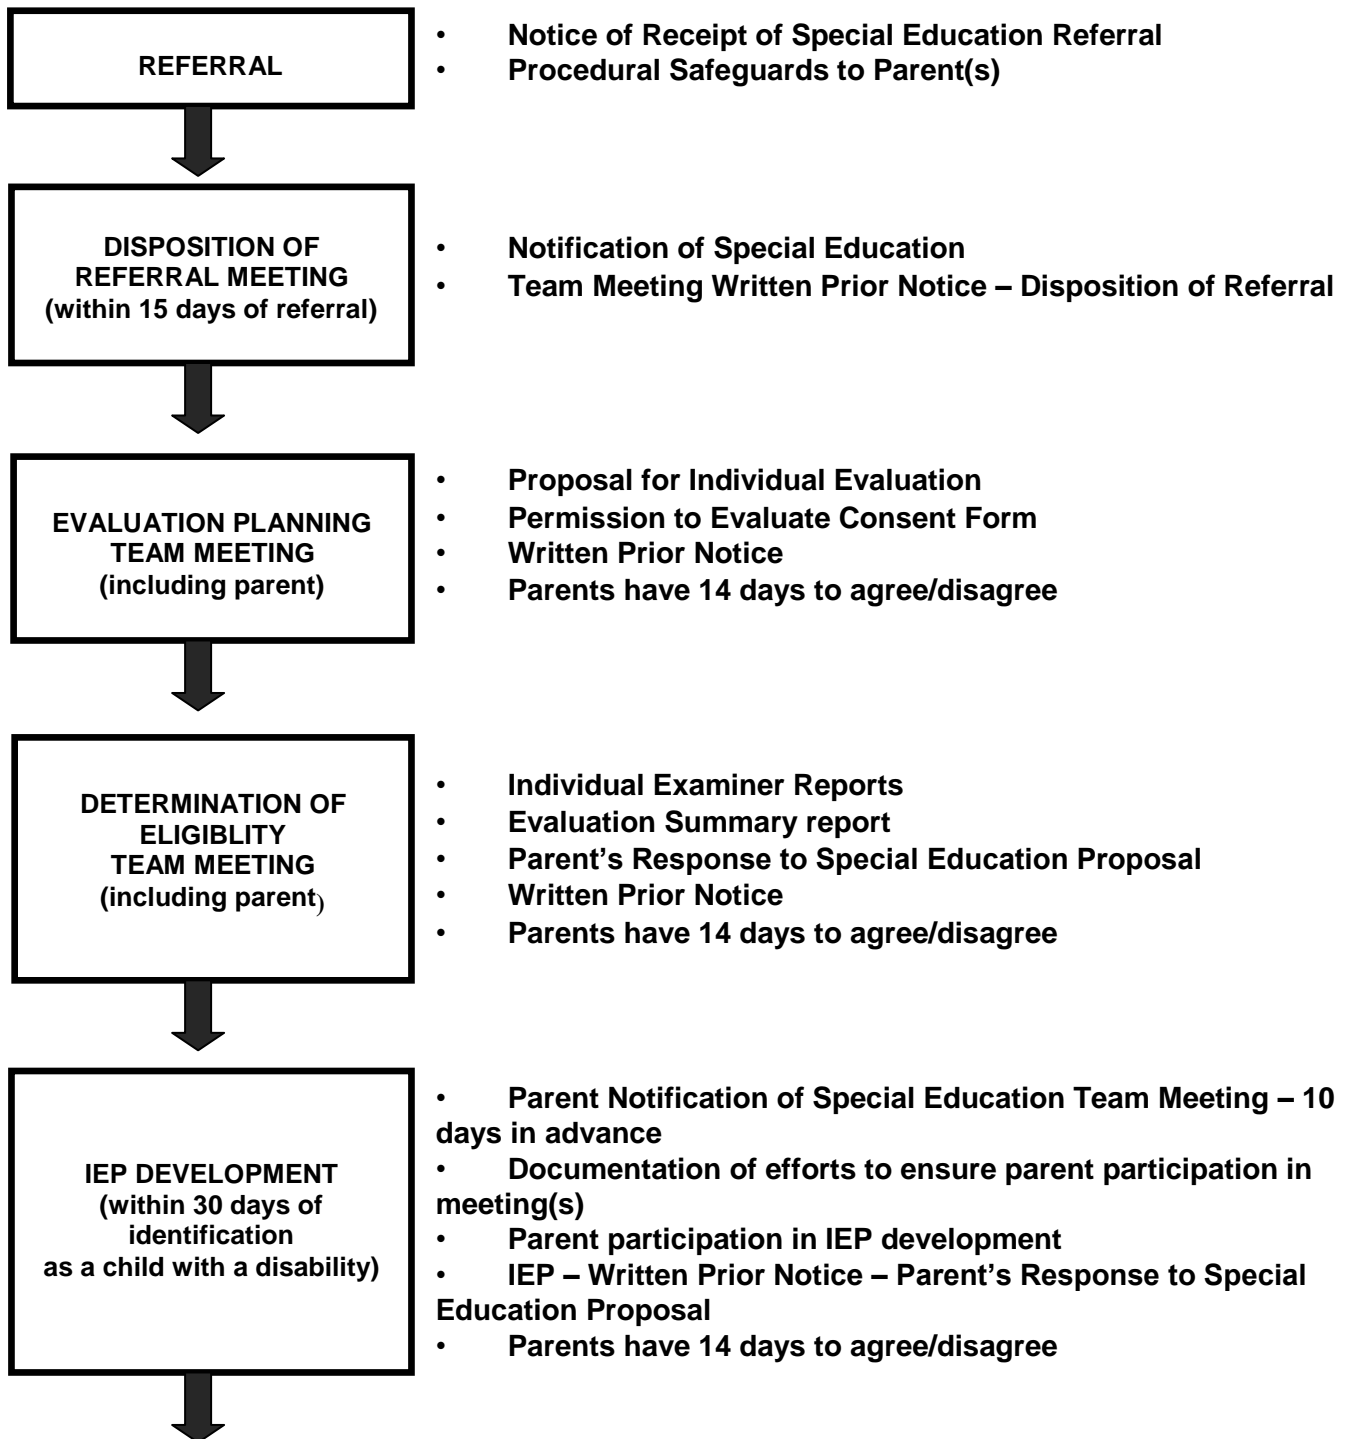 REFERRAL
• Notice of Receipt of Special Education Referral
• Procedural Safeguards to Parent(s)
DISPOSITION OF
REFERRAL MEETING
(within 15 days of referral)
• Notification of Special Education
• Team Meeting Written Prior Notice – Disposition of Referral
EVALUATION PLANNING
TEAM MEETING
(including parent)
• Proposal for Individual Evaluation
• Permission to Evaluate Consent Form
• Written Prior Notice
• Parents have 14 days to agree/disagree
DETERMINATION OF
ELIGIBLITY
TEAM MEETING
(including parent)
• Individual Examiner Reports
• Evaluation Summary report
• Parent’s Response to Special Education Proposal
• Written Prior Notice
• Parents have 14 days to agree/disagree
IEP DEVELOPMENT
(within 30 days of
identification
as a child with a disability)
• Parent Notification of Special Education Team Meeting – 10
days in advance
• Documentation of efforts to ensure parent participation in
meeting(s)
• Parent participation in IEP development
• IEP – Written Prior Notice – Parent’s Response to Special
Education Proposal
• Parents have 14 days to agree/disagree